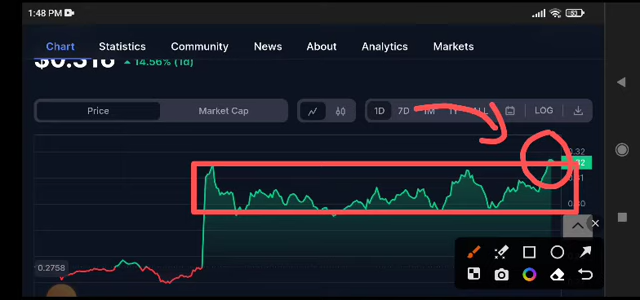 1:48 PM
Chart Statistics Community News About Analytics Markets
$0.316 14.56% (1d)
Price Market Cap 1D 7D 1M 1Y ALL LOG
0.32
0.30
0.2758